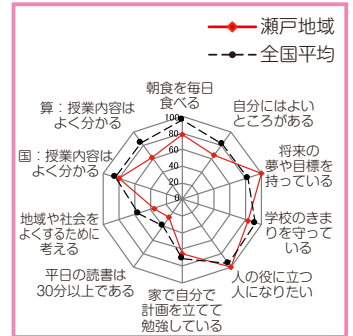 瀬戸地域
全国平均
朝食を毎日
食べる
自分にはよい
ところがある
将来の
夢や目標を
持っている
学校のきま
りを守って
いる
人の役に立つ
人になりたい
家で自分で
計画を立てて
勉強している
平日の読書は
30分以上である
地域や社会を
よくするために
考える
国：授業内容は
よく分かる
算：授業内容は
よく分かる
100
80
60
40
20
0